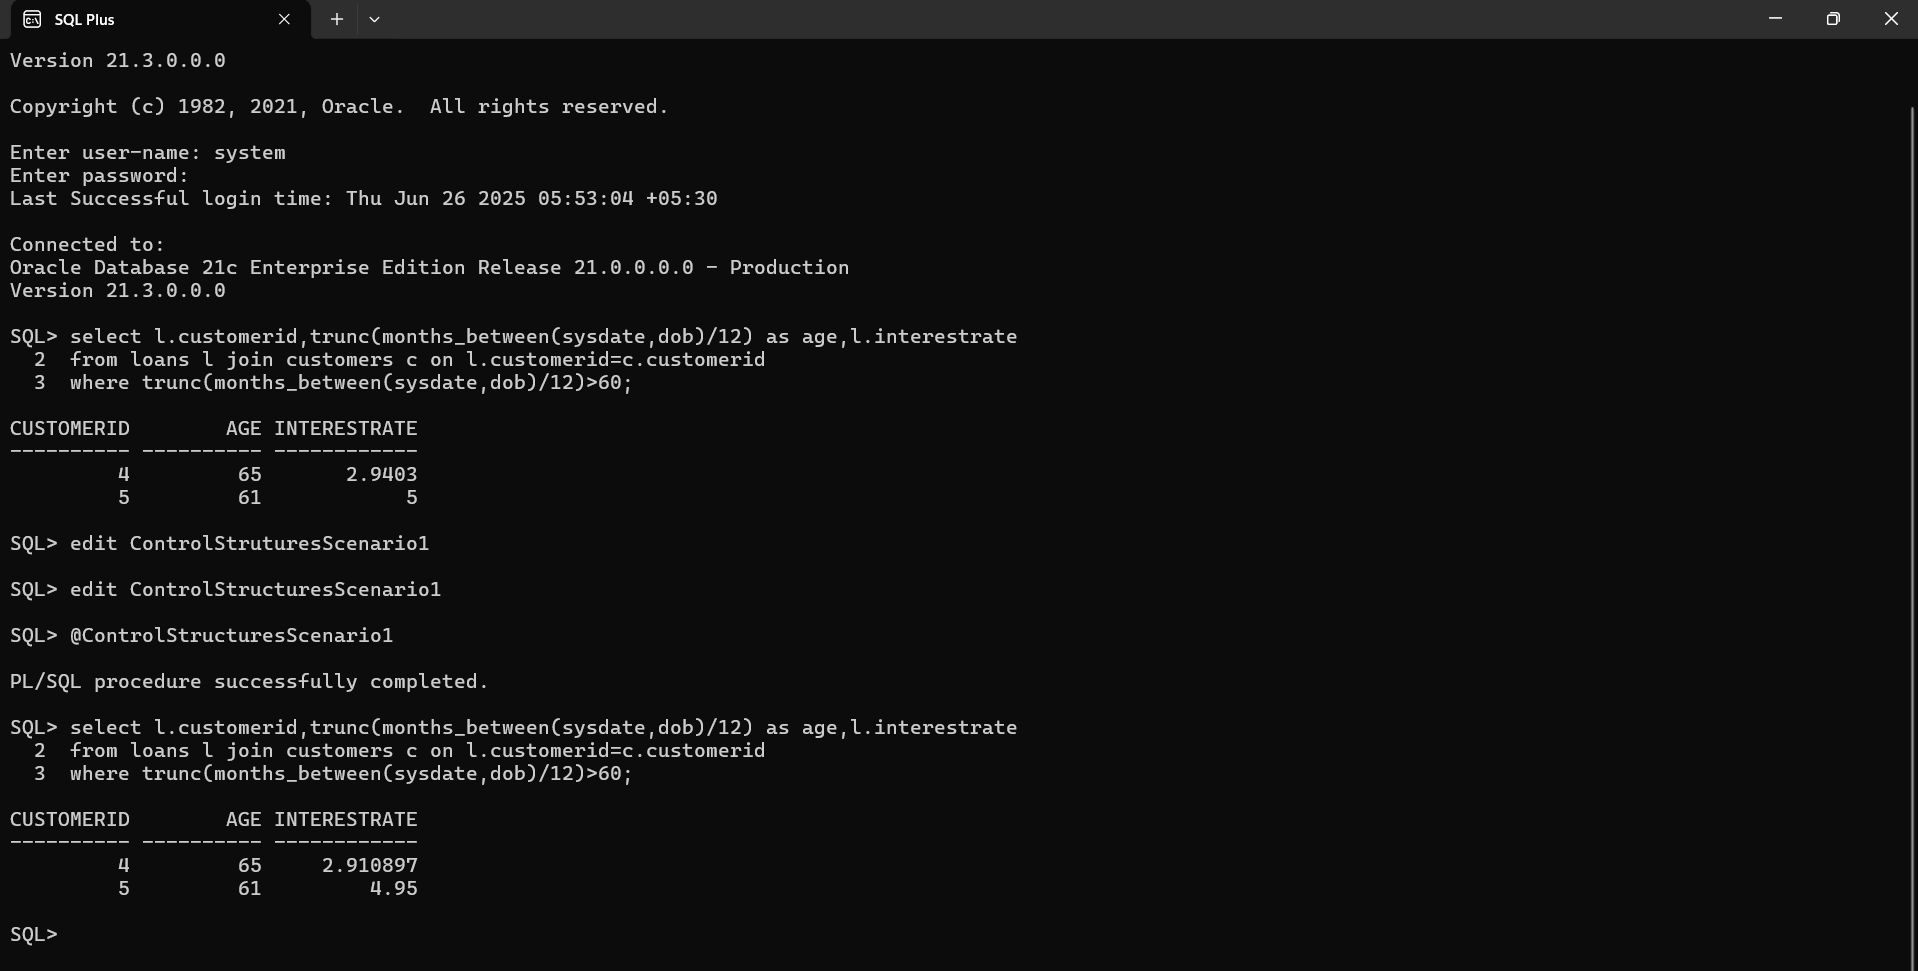 SQL Plus
Version 21.3.0.0.0
Copyright (c) 1982, 2021, Oracle.  All rights reserved.
Enter user-name: system
Enter password:
Last Successful login time: Thu Jun 26 2025 05:53:04 +05:30
Connected to:
Oracle Database 21c Enterprise Edition Release 21.0.0.0.0 - Production
Version 21.3.0.0.0
SQL> select l.customerid,trunc(months_between(sysdate,dob)/12) as age,l.interestrate
  2  from loans l join customers c on l.customerid=c.customerid
  3  where trunc(months_between(sysdate,dob)/12)>60;
CUSTOMERID        AGE INTERESTRATE
---------- ---------- ------------
         4         65       2.9403
         5         61            5
SQL> edit ControlStruturesScenario1
SQL> edit ControlStructuresScenario1
SQL> @ControlStructuresScenario1
PL/SQL procedure successfully completed.
SQL> select l.customerid,trunc(months_between(sysdate,dob)/12) as age,l.interestrate
  2  from loans l join customers c on l.customerid=c.customerid
  3  where trunc(months_between(sysdate,dob)/12)>60;
CUSTOMERID        AGE INTERESTRATE
---------- ---------- ------------
         4         65     2.910897
         5         61         4.95
SQL>